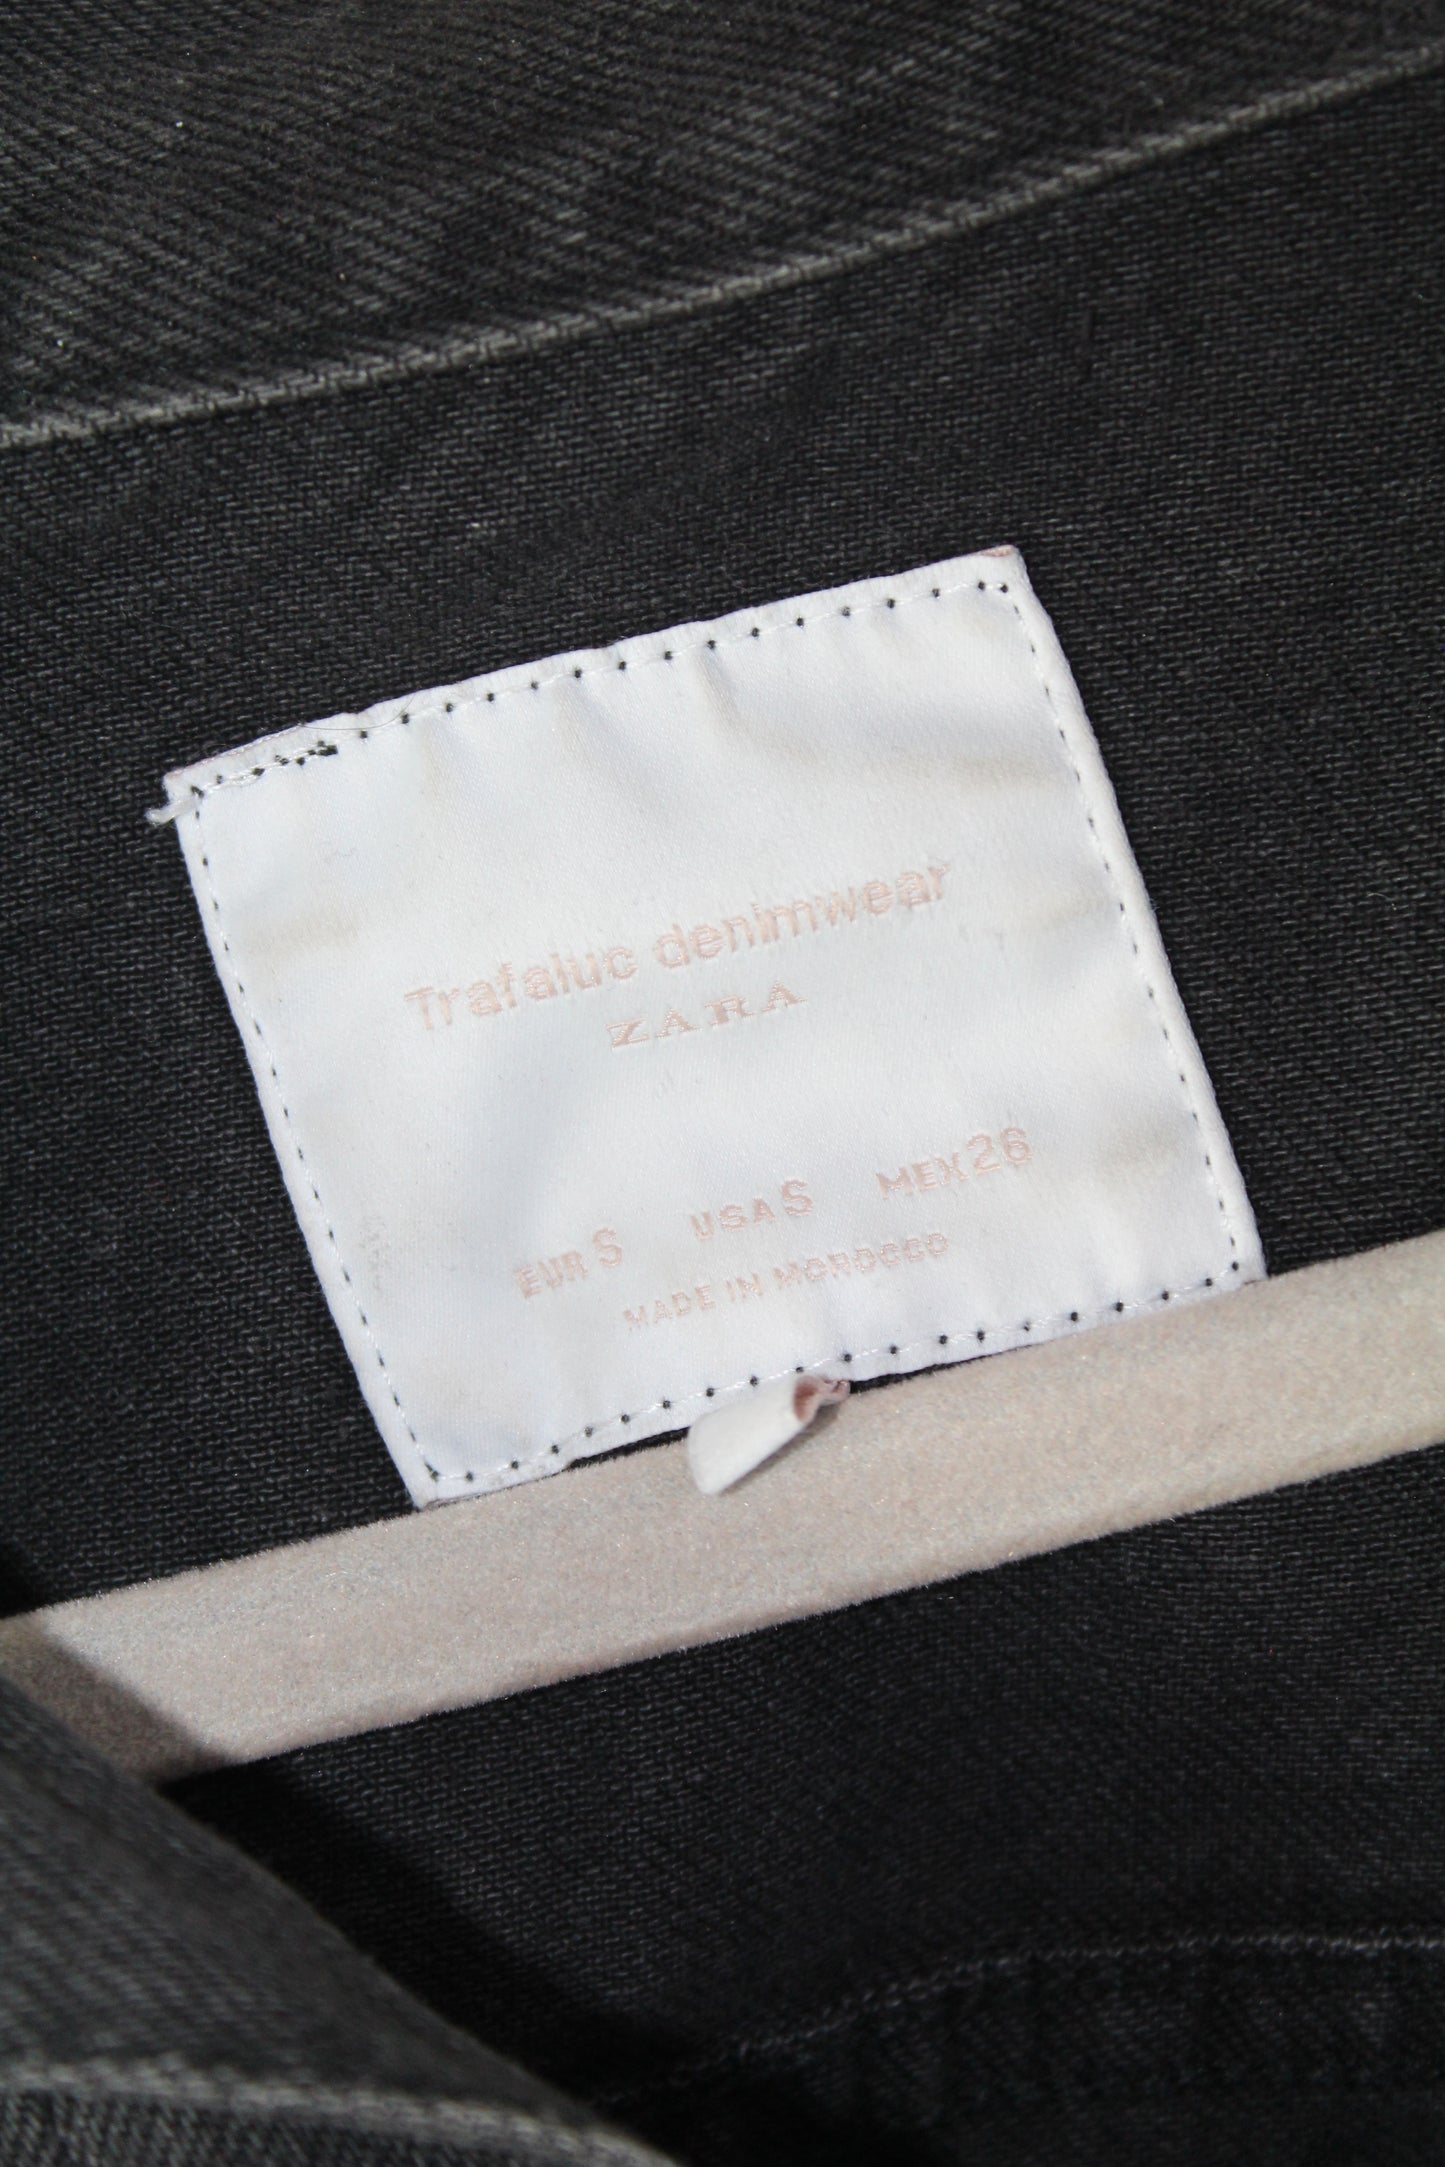 Trafaluc denimwear
ZARA
EUR S USA S MEX 26
MADE IN MOROCCO